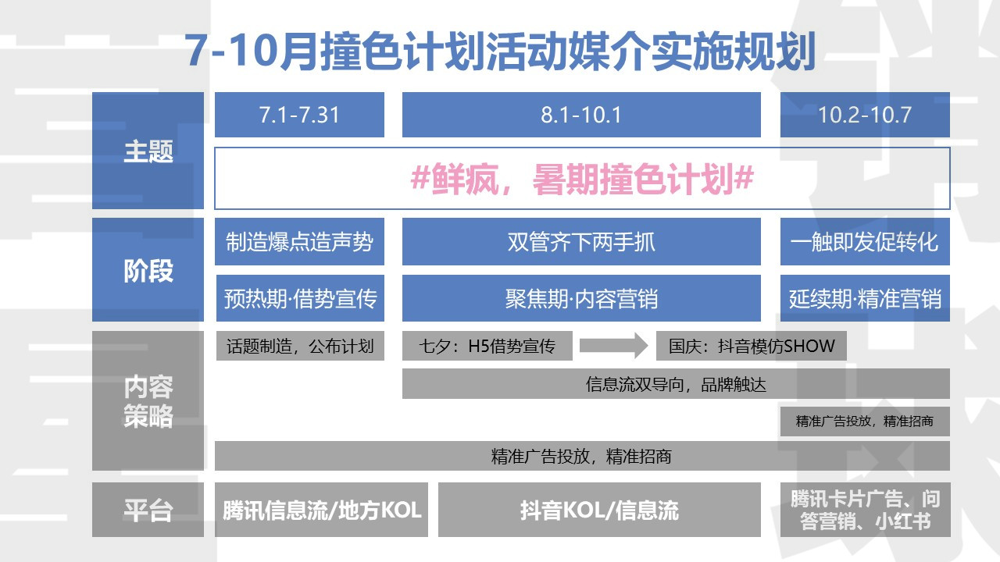 7-10月撞色计划活动媒介实施规划
主题
7.1-7.31
8.1-10.1
10.2-10.7
#鲜疯，暑期撞色计划#
阶段
制造爆点造声势
双管齐下两手抓
一触即发促转化
预热期·借势宣传
聚焦期·内容营销
延续期·精准营销
内容
策略
话题制造，公布计划
七夕：H5借势宣传
国庆：抖音模仿SHOW
信息流双导向，品牌触达
精准广告投放，精准招商
精准广告投放，精准招商
平台
腾讯信息流/地方KOL
抖音KOL/信息流
腾讯卡片广告、问
答营销、小红书